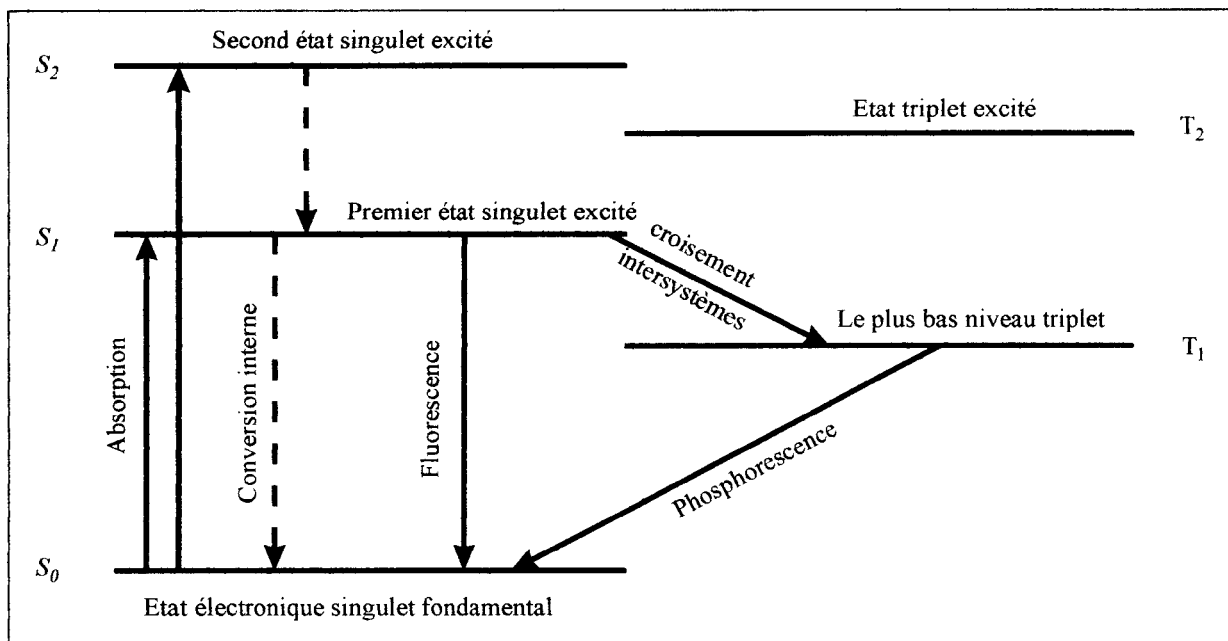 Second état singulet excité
S2
Etat triplet excité
T2
Premier état singulet excité
S1
croisement
intersystèmes
Le plus bas niveau triplet
T1
Absorption
Conversion interne
Fluorescence
Phosphorescence
S0
Etat électronique singulet fondamental